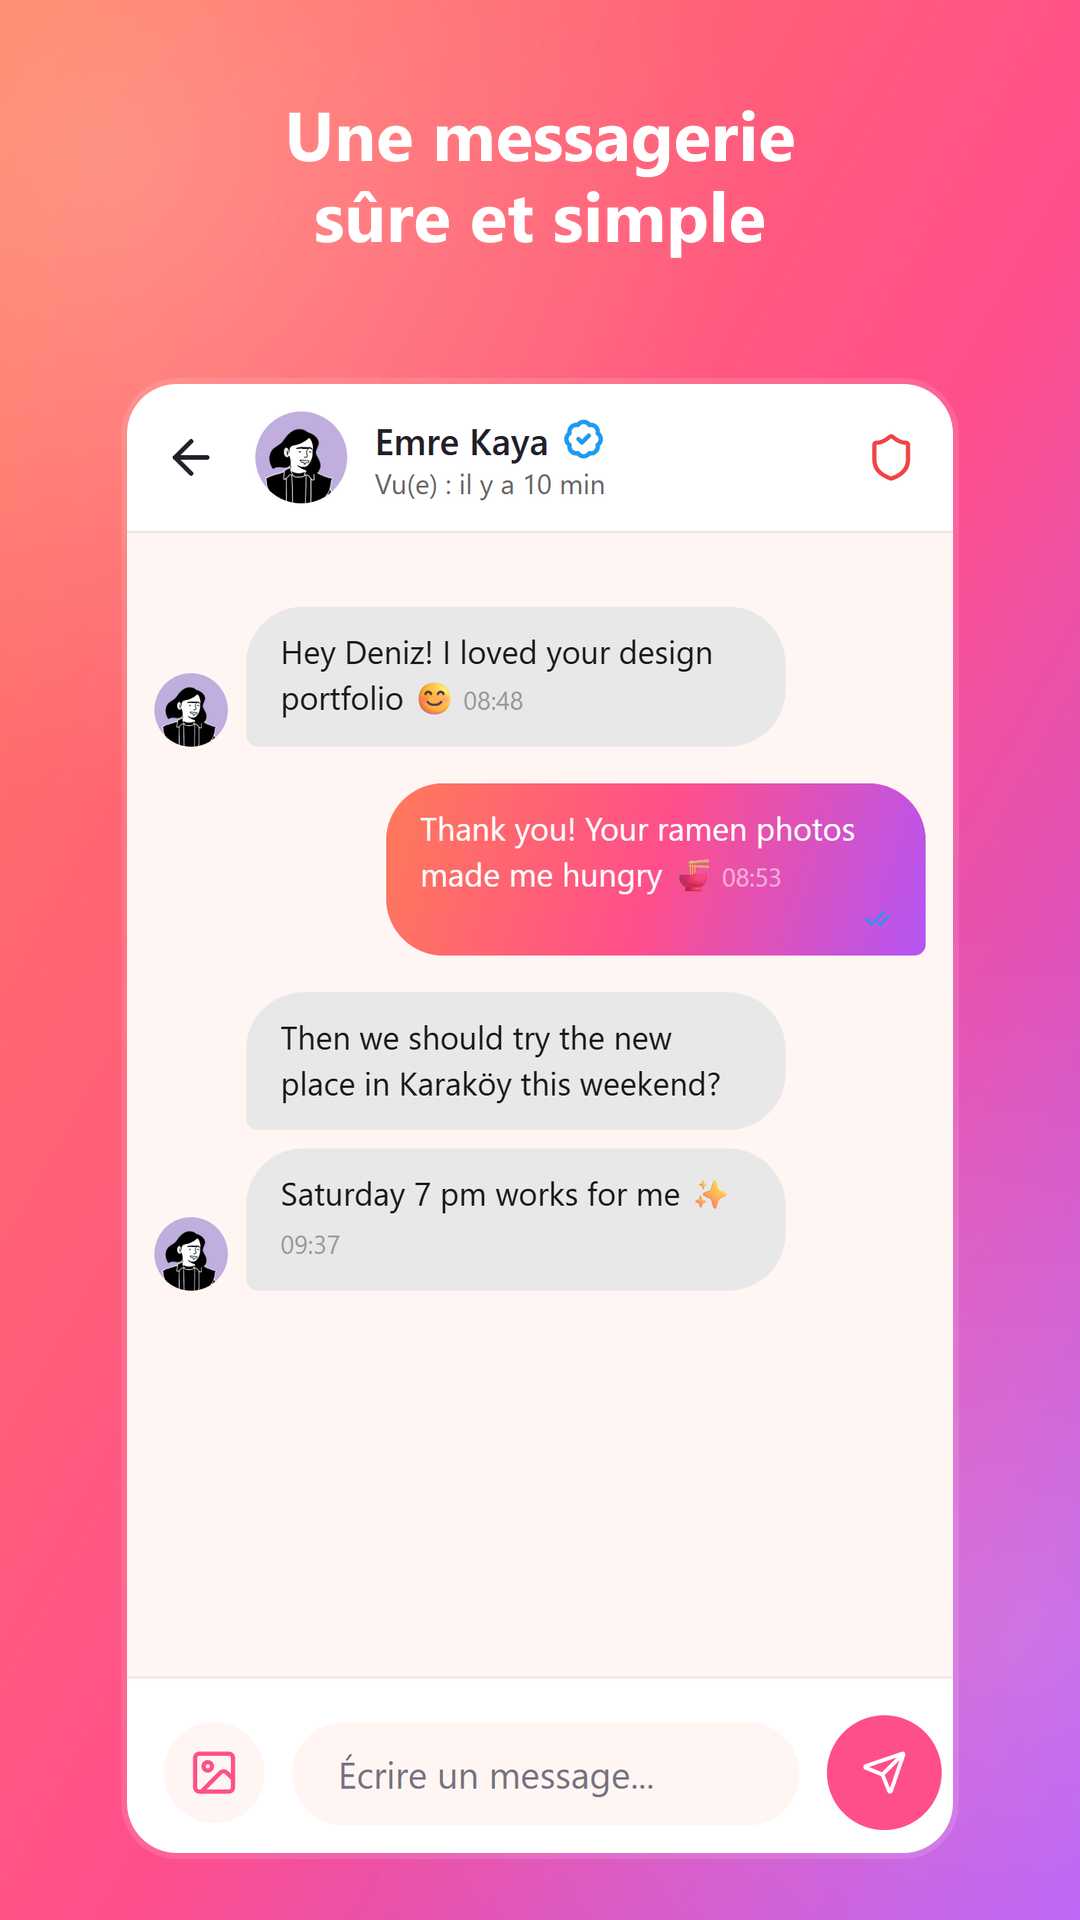 Une messagerie
sûre et simple
Emre Kaya
Vu(e) : il y a 10 min
Hey Deniz! I loved your design
portfolio 😊 08:48
Thank you! Your ramen photos
made me hungry 🍜 08:53
Then we should try the new
place in Karaköy this weekend?
Saturday 7 pm works for me ✨
09:37
Écrire un message...